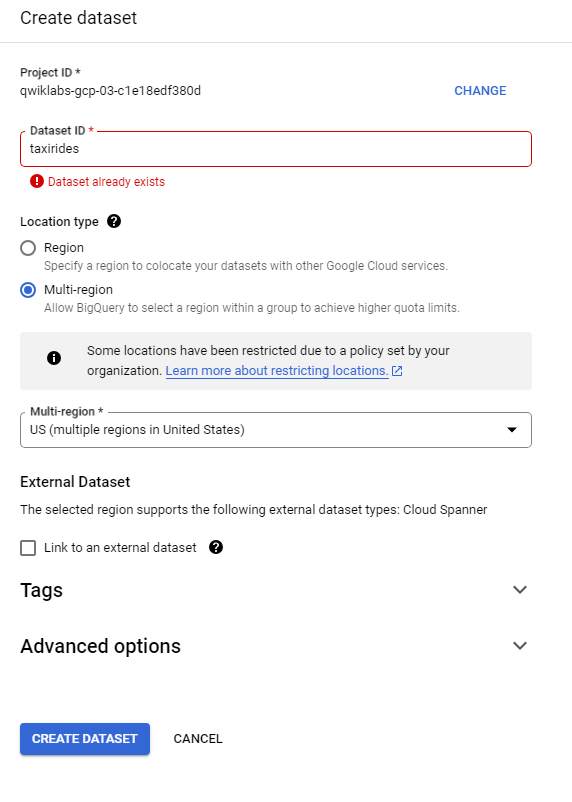 Create dataset
Project ID *
qwiklabs-gcp-03-c1e18edf380d
CHANGE
Dataset ID *
taxirides
Dataset already exists
Location type
Region
Specify a region to colocate your datasets with other Google Cloud services.
Multi-region
Allow BigQuery to select a region within a group to achieve higher quota limits.
Some locations have been restricted due to a policy set by your
organization. Learn more about restricting locations.
Multi-region *
US (multiple regions in United States)
External Dataset
The selected region supports the following external dataset types: Cloud Spanner
Link to an external dataset
Tags
Advanced options
CREATE DATASET
CANCEL